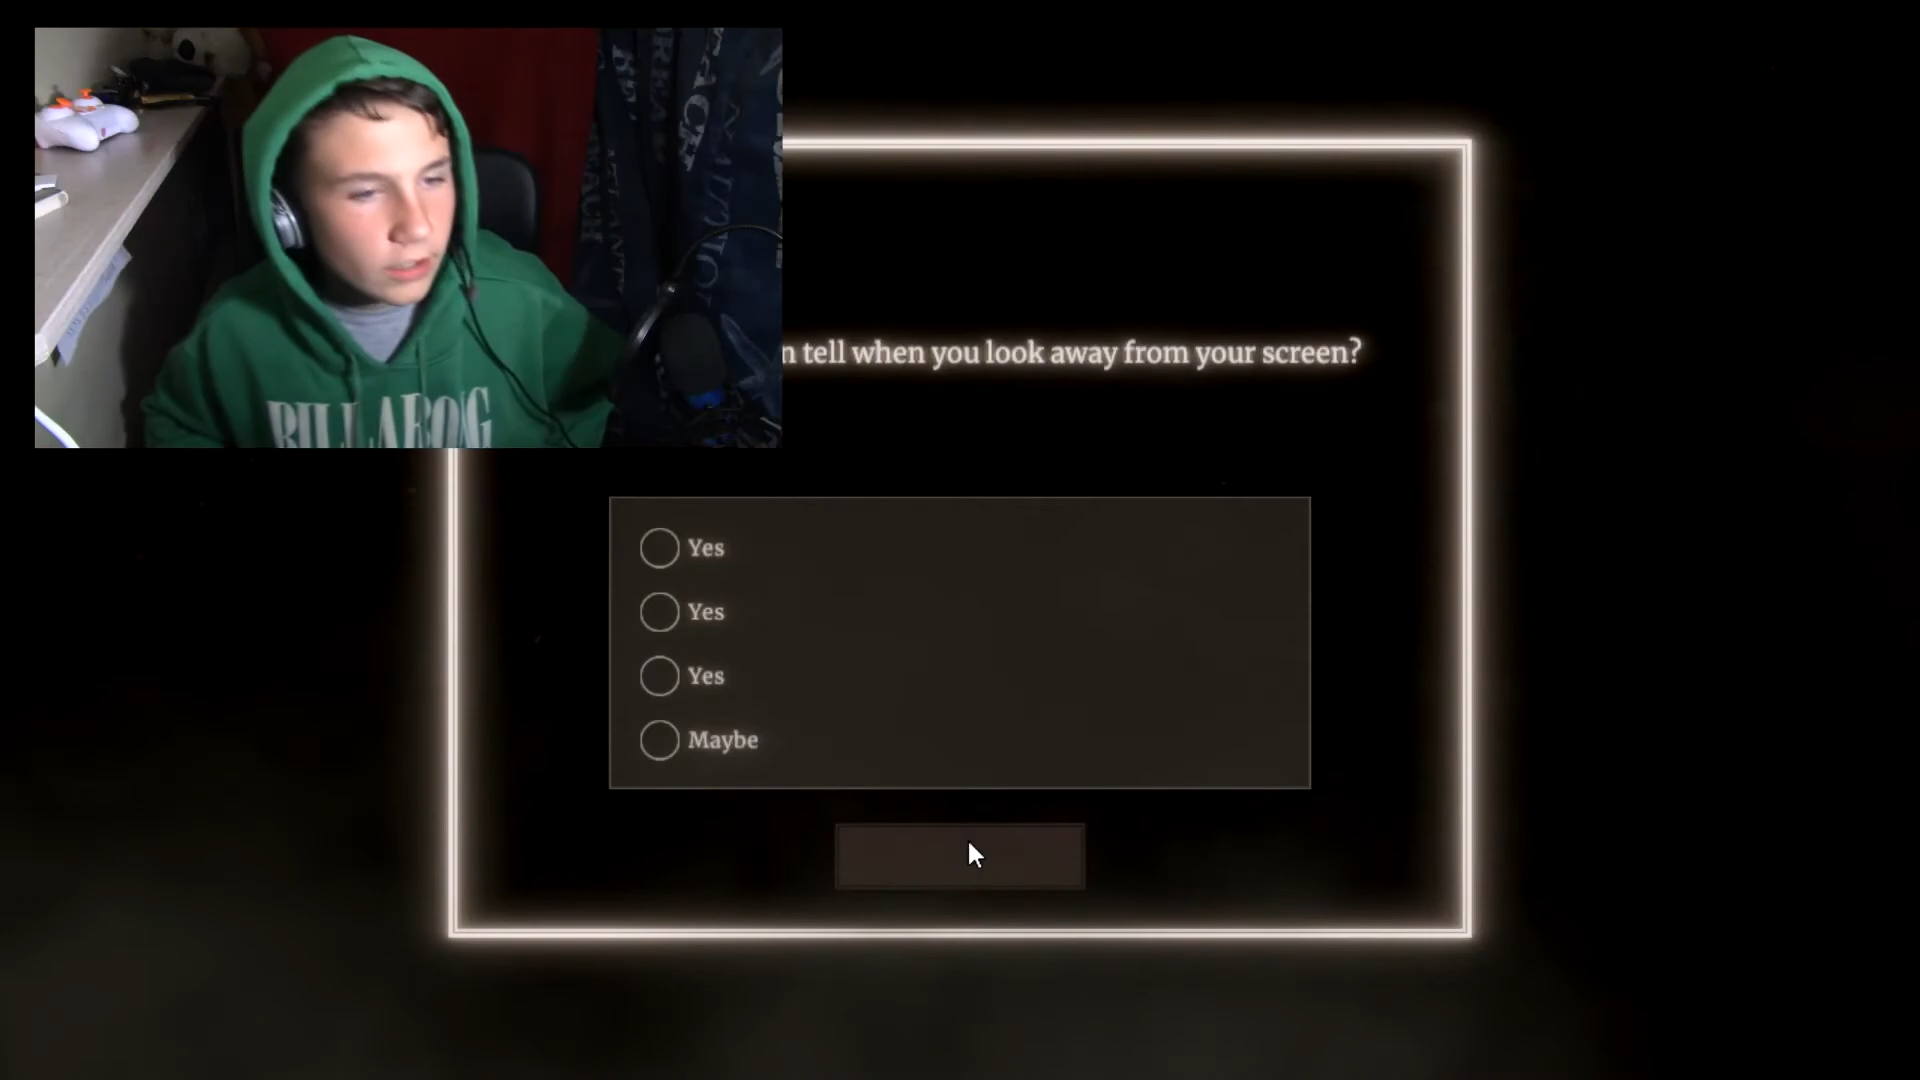 BILLABONG
n tell when you look away from your screen?
Yes
Yes
Yes
Maybe